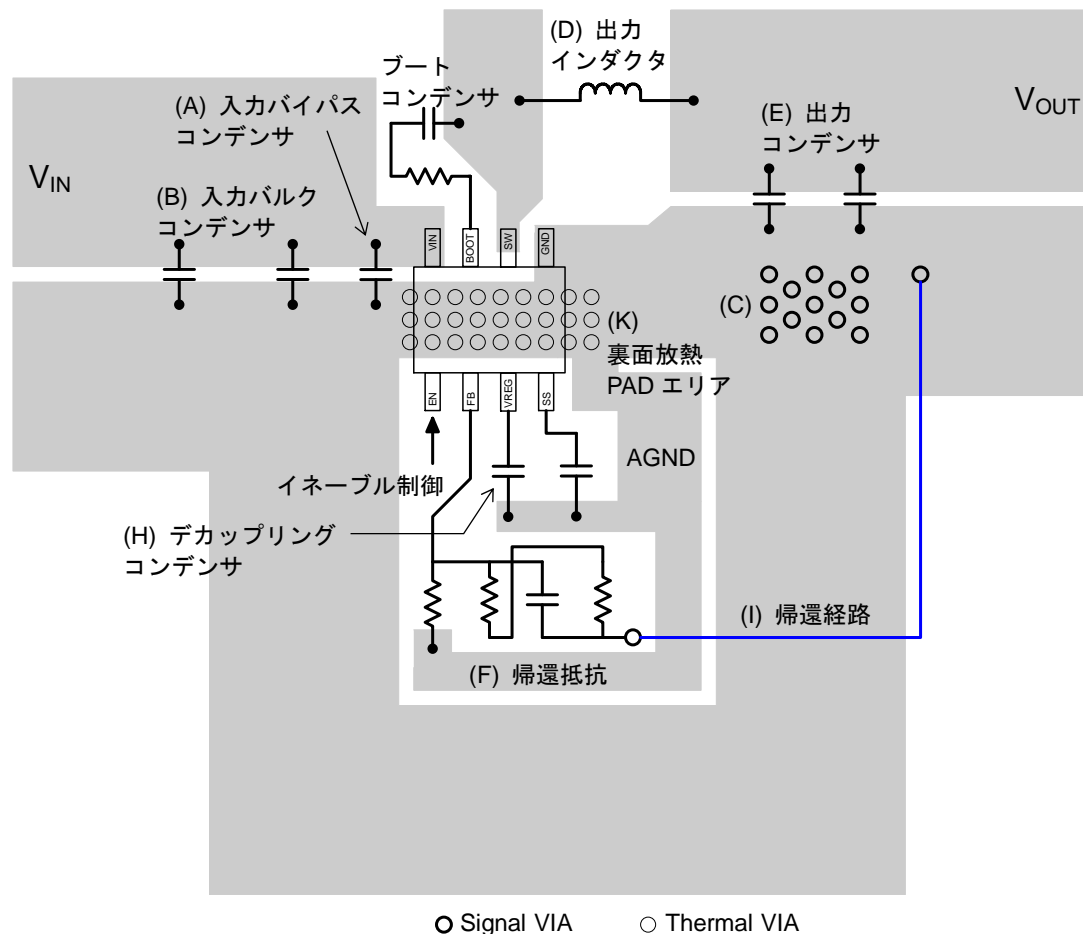 (D) 出力
インダクタ
ブート
コンデンサ
(A) 入力バイパス
コンデンサ
VOUT
(E) 出力
コンデンサ
VIN
(B) 入力バルク
コンデンサ
VIN
BOOT
SW
GND
(C)
(K)
裏面放熱
PAD エリア
EN
FB
VREG
SS
AGND
イネーブル制御
(H) デカップリング
コンデンサ
(I) 帰還経路
(F) 帰還抵抗
Signal VIA
Thermal VIA